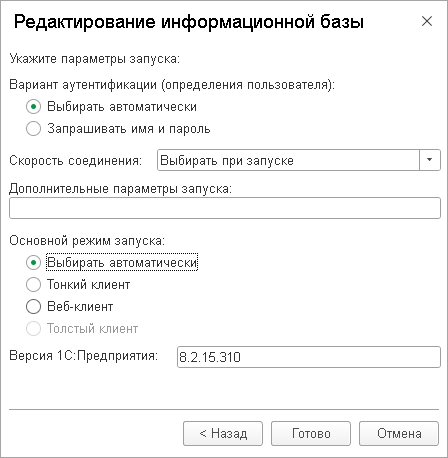 Редактирование информационной базы
Укажите параметры запуска:
Вариант аутентификации (определения пользователя):
Выбирать автоматически
Запрашивать имя и пароль
Скорость соединения: Выбирать при запуске
Дополнительные параметры запуска:
Основной режим запуска:
Выбирать автоматически
Тонкий клиент
Веб-клиент
Толстый клиент
Версия 1С:Предприятия: 8.2.15.310
< Назад Готово Отмена